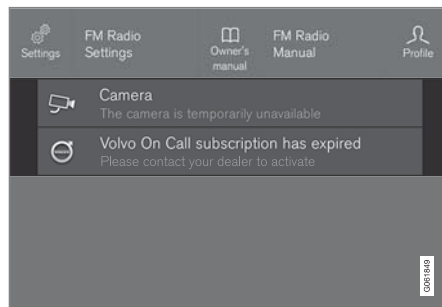 Settings
FM Radio
Settings
Owner's
manual
FM Radio
Manual
Profile
Camera
The camera is temporarily unavailable
Volvo On Call subscription has expired
Please contact your dealer to activate
G061849